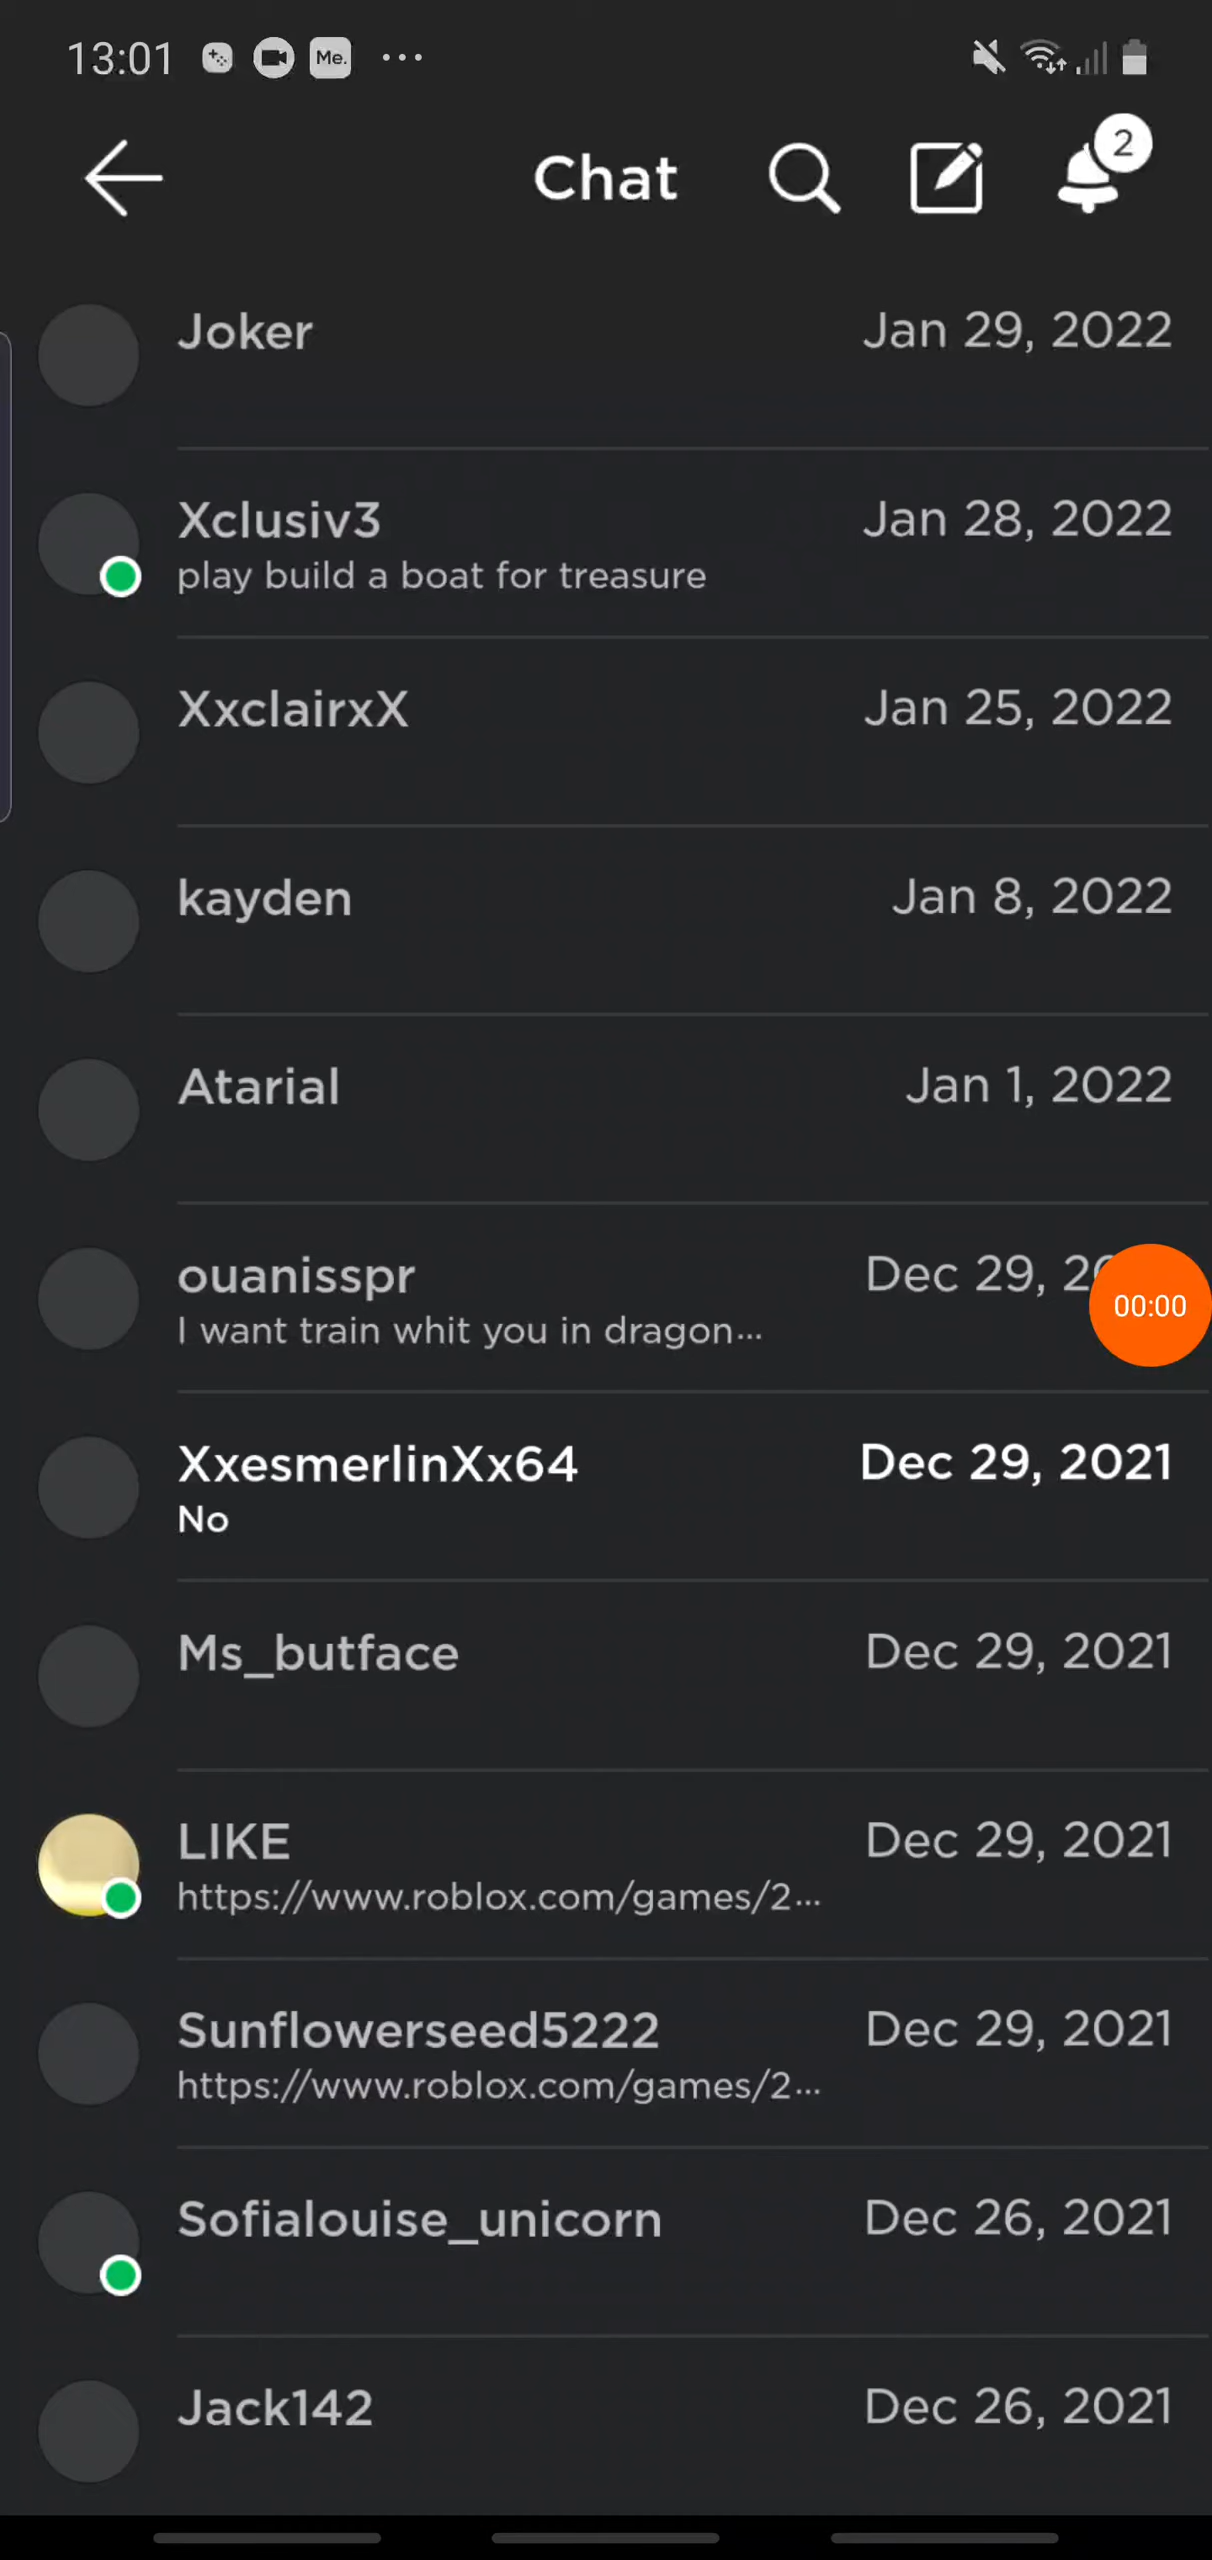 13:01 Me. ...
Chat 2
Joker Jan 29, 2022
Xclusiv3 Jan 28, 2022
play build a boat for treasure
XxclairxX Jan 25, 2022
kayden Jan 8, 2022
Atarial Jan 1, 2022
ouanisspr Dec 29, 20
00:00
I want train whit you in dragon...
XxesmerlinXx64 Dec 29, 2021
No
Ms_butface Dec 29, 2021
LIKE Dec 29, 2021
https://www.roblox.com/games/2...
Sunflowerseed5222 Dec 29, 2021
https://www.roblox.com/games/2...
Sofialouise_unicorn Dec 26, 2021
Jack142 Dec 26, 2021